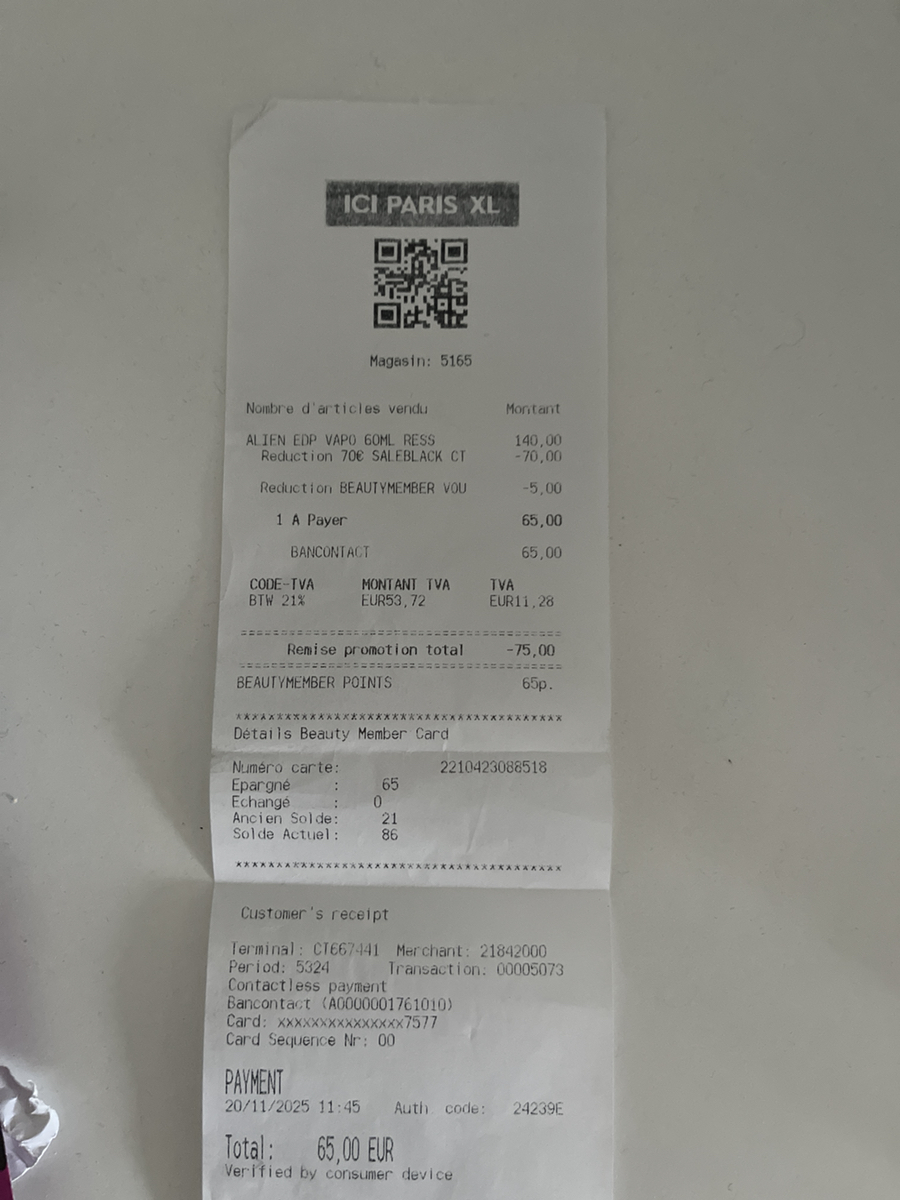 ICI PARIS XL
Magasin: 5165
Nombre d'articles vendu Montant
ALIEN EDP VAPO 60ML RESS 140,00
Reduction 70€ SALEBLACK CT -70,00
Reduction BEAUTYMEMBER VOU -5,00
1 A Payer 65,00
BANCONTACT 65,00
CODE-TVA MONTANT TVA TVA
BTW 21% EUR53,72 EUR11,28
========================================
Remise promotion total -75,00
========================================
BEAUTYMEMBER POINTS 65p.
****************************************
Détails Beauty Member Card
Numéro carte: 2210423088518
Epargné : 65
Echangé : 0
Ancien Solde: 21
Solde Actuel: 86
****************************************
Customer's receipt
Terminal: CT667441 Merchant: 21842000
Period: 5324 Transaction: 00005073
Contactless payment
Bancontact (A0000001761010)
Card: xxxxxxxxxxxxxxx7577
Card Sequence Nr: 00
PAYMENT
20/11/2025 11:45 Auth. code: 24239E
Total: 65,00 EUR
Verified by consumer device